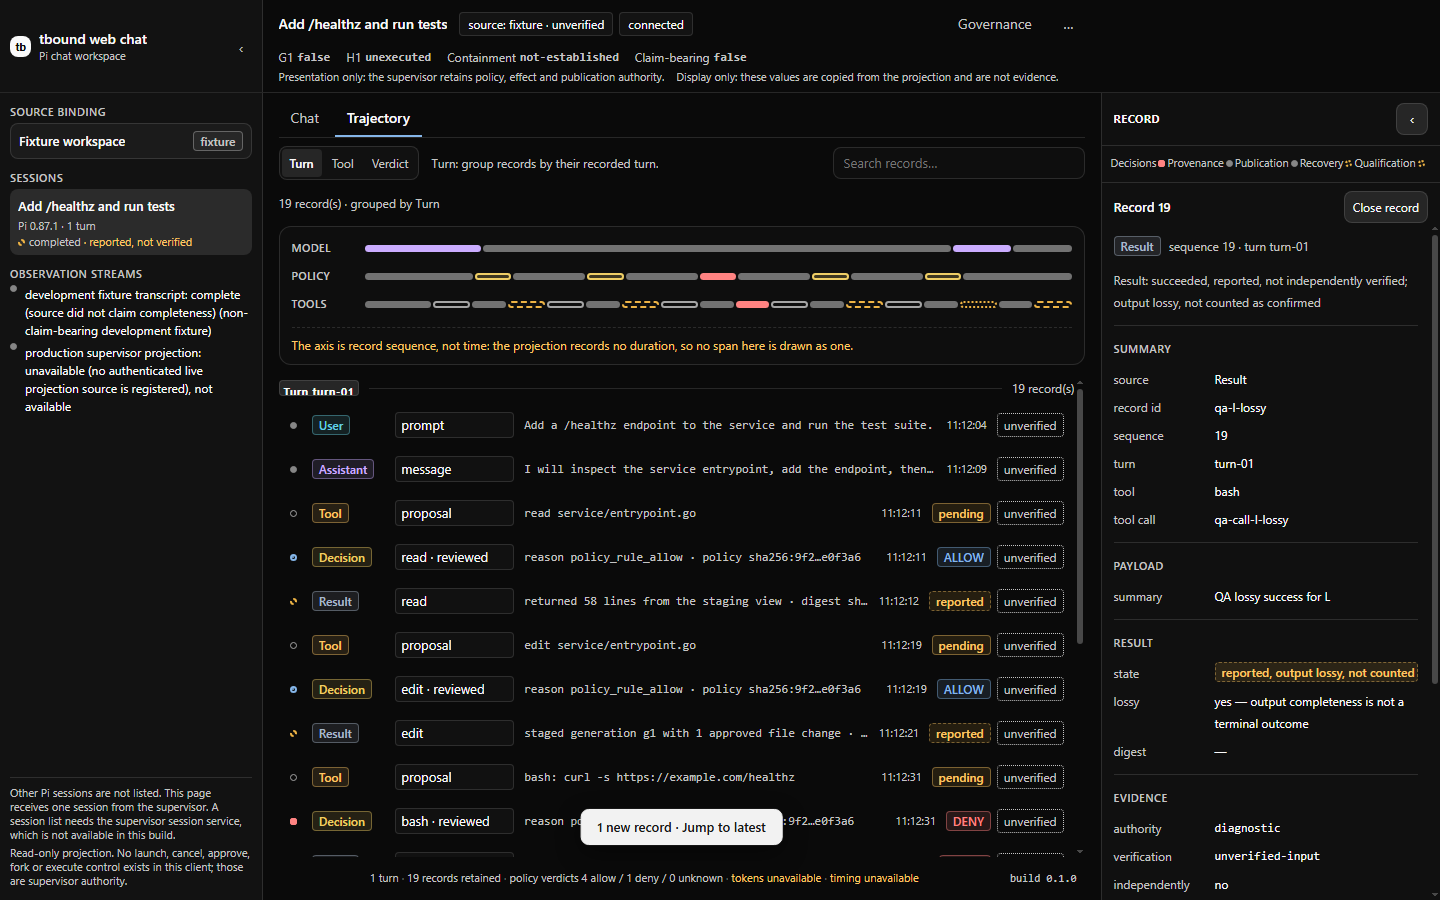 tb
tbound web chat
Pi chat workspace
‹
Add /healthz and run tests
source: fixture · unverified
connected
Governance
...
G1 false H1 unexecuted Containment not-established Claim-bearing false
Presentation only: the supervisor retains policy, effect and publication authority. Display only: these values are copied from the projection and are not evidence.
SOURCE BINDING
Fixture workspace
fixture
SESSIONS
Add /healthz and run tests
Pi 0.87.1 · 1 turn
completed · reported, not verified
OBSERVATION STREAMS
development fixture transcript: complete
(source did not claim completeness) (non-
claim-bearing development fixture)
production supervisor projection:
unavailable (no authenticated live
projection source is registered), not
available
Other Pi sessions are not listed. This page
receives one session from the supervisor. A
session list needs the supervisor session service,
which is not available in this build.
Read-only projection. No launch, cancel, approve,
fork or execute control exists in this client; those
are supervisor authority.
Chat Trajectory
Turn Tool Verdict Turn: group records by their recorded turn.
Search records...
19 record(s) · grouped by Turn
MODEL
POLICY
TOOLS
The axis is record sequence, not time: the projection records no duration, so no span here is drawn as one.
Turn turn-01 19 record(s)
User prompt Add a /healthz endpoint to the service and run the test suite. 11:12:04 unverified
Assistant message I will inspect the service entrypoint, add the endpoint, then… 11:12:09 unverified
Tool proposal read service/entrypoint.go 11:12:11 pending unverified
Decision read · reviewed reason policy_rule_allow · policy sha256:9f2…e0f3a6 11:12:11 ALLOW unverified
Result read returned 58 lines from the staging view · digest sh… 11:12:12 reported unverified
Tool proposal edit service/entrypoint.go 11:12:19 pending unverified
Decision edit · reviewed reason policy_rule_allow · policy sha256:9f2…e0f3a6 11:12:19 ALLOW unverified
Result edit staged generation g1 with 1 approved file change · … 11:12:21 reported unverified
Tool proposal bash: curl -s https://example.com/healthz 11:12:31 pending unverified
Decision bash · reviewed reason :9f2…e0f3a6 11:12:31 DENY unverified
1 new record · Jump to latest
1 turn · 19 records retained · policy verdicts 4 allow / 1 deny / 0 unknown · tokens unavailable · timing unavailable
build 0.1.0
RECORD
‹
Decisions Provenance Publication Recovery Qualification
Record 19
Close record
Result sequence 19 · turn turn-01
Result: succeeded, reported, not independently verified;
output lossy, not counted as confirmed
SUMMARY
source Result
record id qa-l-lossy
sequence 19
turn turn-01
tool bash
tool call qa-call-l-lossy
PAYLOAD
summary QA lossy success for L
RESULT
state reported, output lossy, not counted
lossy yes — output completeness is not a
terminal outcome
digest —
EVIDENCE
authority diagnostic
verification unverified-input
independently no